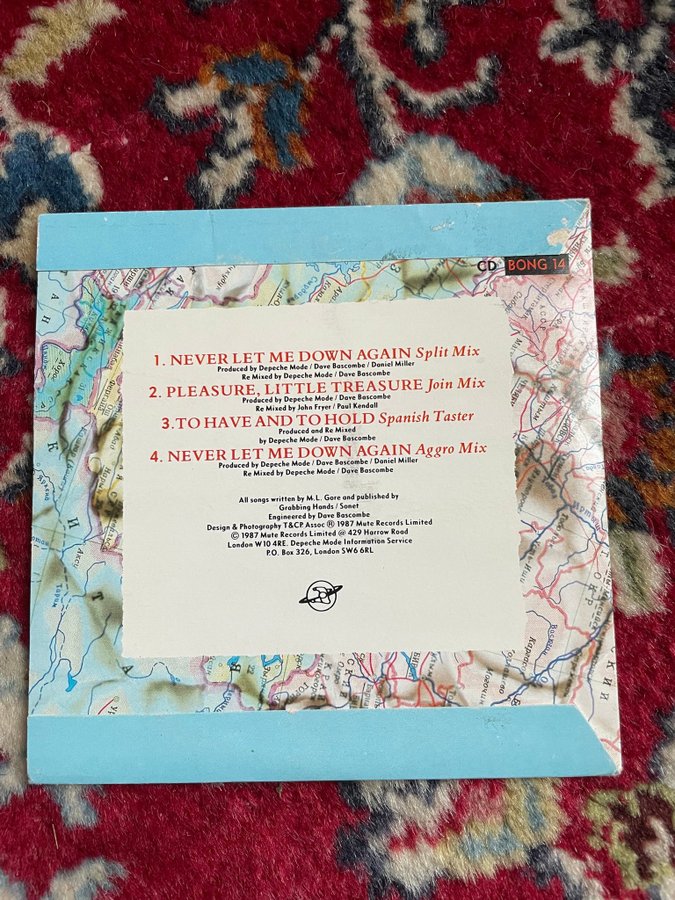 CD BONG 14
1. NEVER LET ME DOWN AGAIN Split Mix
Produced by Depeche Mode / Dave Bascombe / Daniel Miller
Re Mixed by Depeche Mode / Dave Bascombe
2. PLEASURE, LITTLE TREASURE Join Mix
Produced by Depeche Mode / Dave Bascombe
Re Mixed by John Fryer / Paul Kendall
3.TO HAVE AND TO HOLD Spanish Taster
Produced and Re Mixed
by Depeche Mode / Dave Bascombe
4. NEVER LET ME DOWN AGAIN Aggro Mix
Produced by Depeche Mode / Dave Bascombe / Daniel Miller
Re Mixed by Depeche Mode / Dave Bascombe
All songs written by M.L. Gore and published by
Grabbing Hands / Sonet
Engineered by Dave Bascombe
Design & Photography T&CP. Assoc ℗ 1987 Mute Records Limited
© 1987 Mute Records Limited @ 429 Harrow Road
London W10 4RE. Depeche Mode Information Service
P.O. Box 326, London SW6 6RL